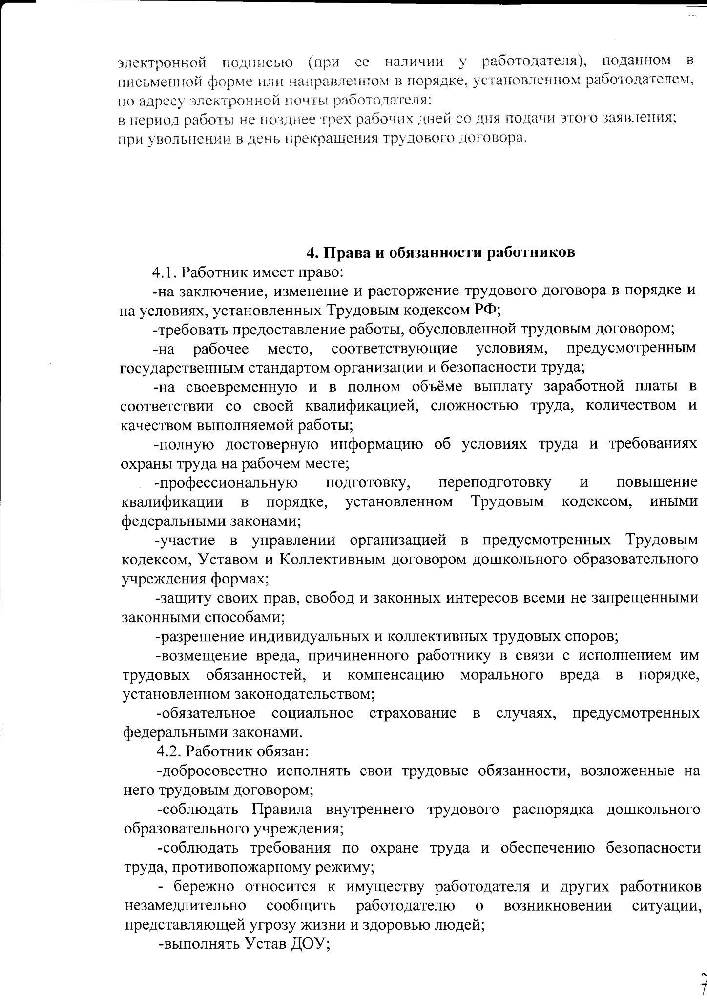 электронной подписью (при ее наличии у работодателя), поданном в
письменной форме или направленном в порядке, установленном работодателем,
по адресу электронной почты работодателя:
в период работы не позднее трех рабочих дней со дня подачи этого заявления;
при увольнении в день прекращения трудового договора.
4. Права и обязанности работников
4.1. Работник имеет право:
-на заключение, изменение и расторжение трудового договора в порядке и
на условиях, установленных Трудовым кодексом РФ;
-требовать предоставление работы, обусловленной трудовым договором;
-на рабочее место, соответствующие условиям, предусмотренным
государственным стандартом организации и безопасности труда;
-на своевременную и в полном объёме выплату заработной платы в
соответствии со своей квалификацией, сложностью труда, количеством и
качеством выполняемой работы;
-полную достоверную информацию об условиях труда и требованиях
охраны труда на рабочем месте;
-профессиональную подготовку, переподготовку и повышение
квалификации в порядке, установленном Трудовым кодексом, иными
федеральными законами;
-участие в управлении организацией в предусмотренных Трудовым
кодексом, Уставом и Коллективным договором дошкольного образовательного
учреждения формах;
-защиту своих прав, свобод и законных интересов всеми не запрещенными
законными способами;
-разрешение индивидуальных и коллективных трудовых споров;
-возмещение вреда, причиненного работнику в связи с исполнением им
трудовых обязанностей, и компенсацию морального вреда в порядке,
установленном законодательством;
-обязательное социальное страхование в случаях, предусмотренных
федеральными законами.
4.2. Работник обязан:
-добросовестно исполнять свои трудовые обязанности, возложенные на
него трудовым договором;
-соблюдать Правила внутреннего трудового распорядка дошкольного
образовательного учреждения;
-соблюдать требования по охране труда и обеспечению безопасности
труда, противопожарному режиму;
- бережно относится к имуществу работодателя и других работников
незамедлительно сообщить работодателю о возникновении ситуации,
представляющей угрозу жизни и здоровью людей;
-выполнять Устав ДОУ;
7